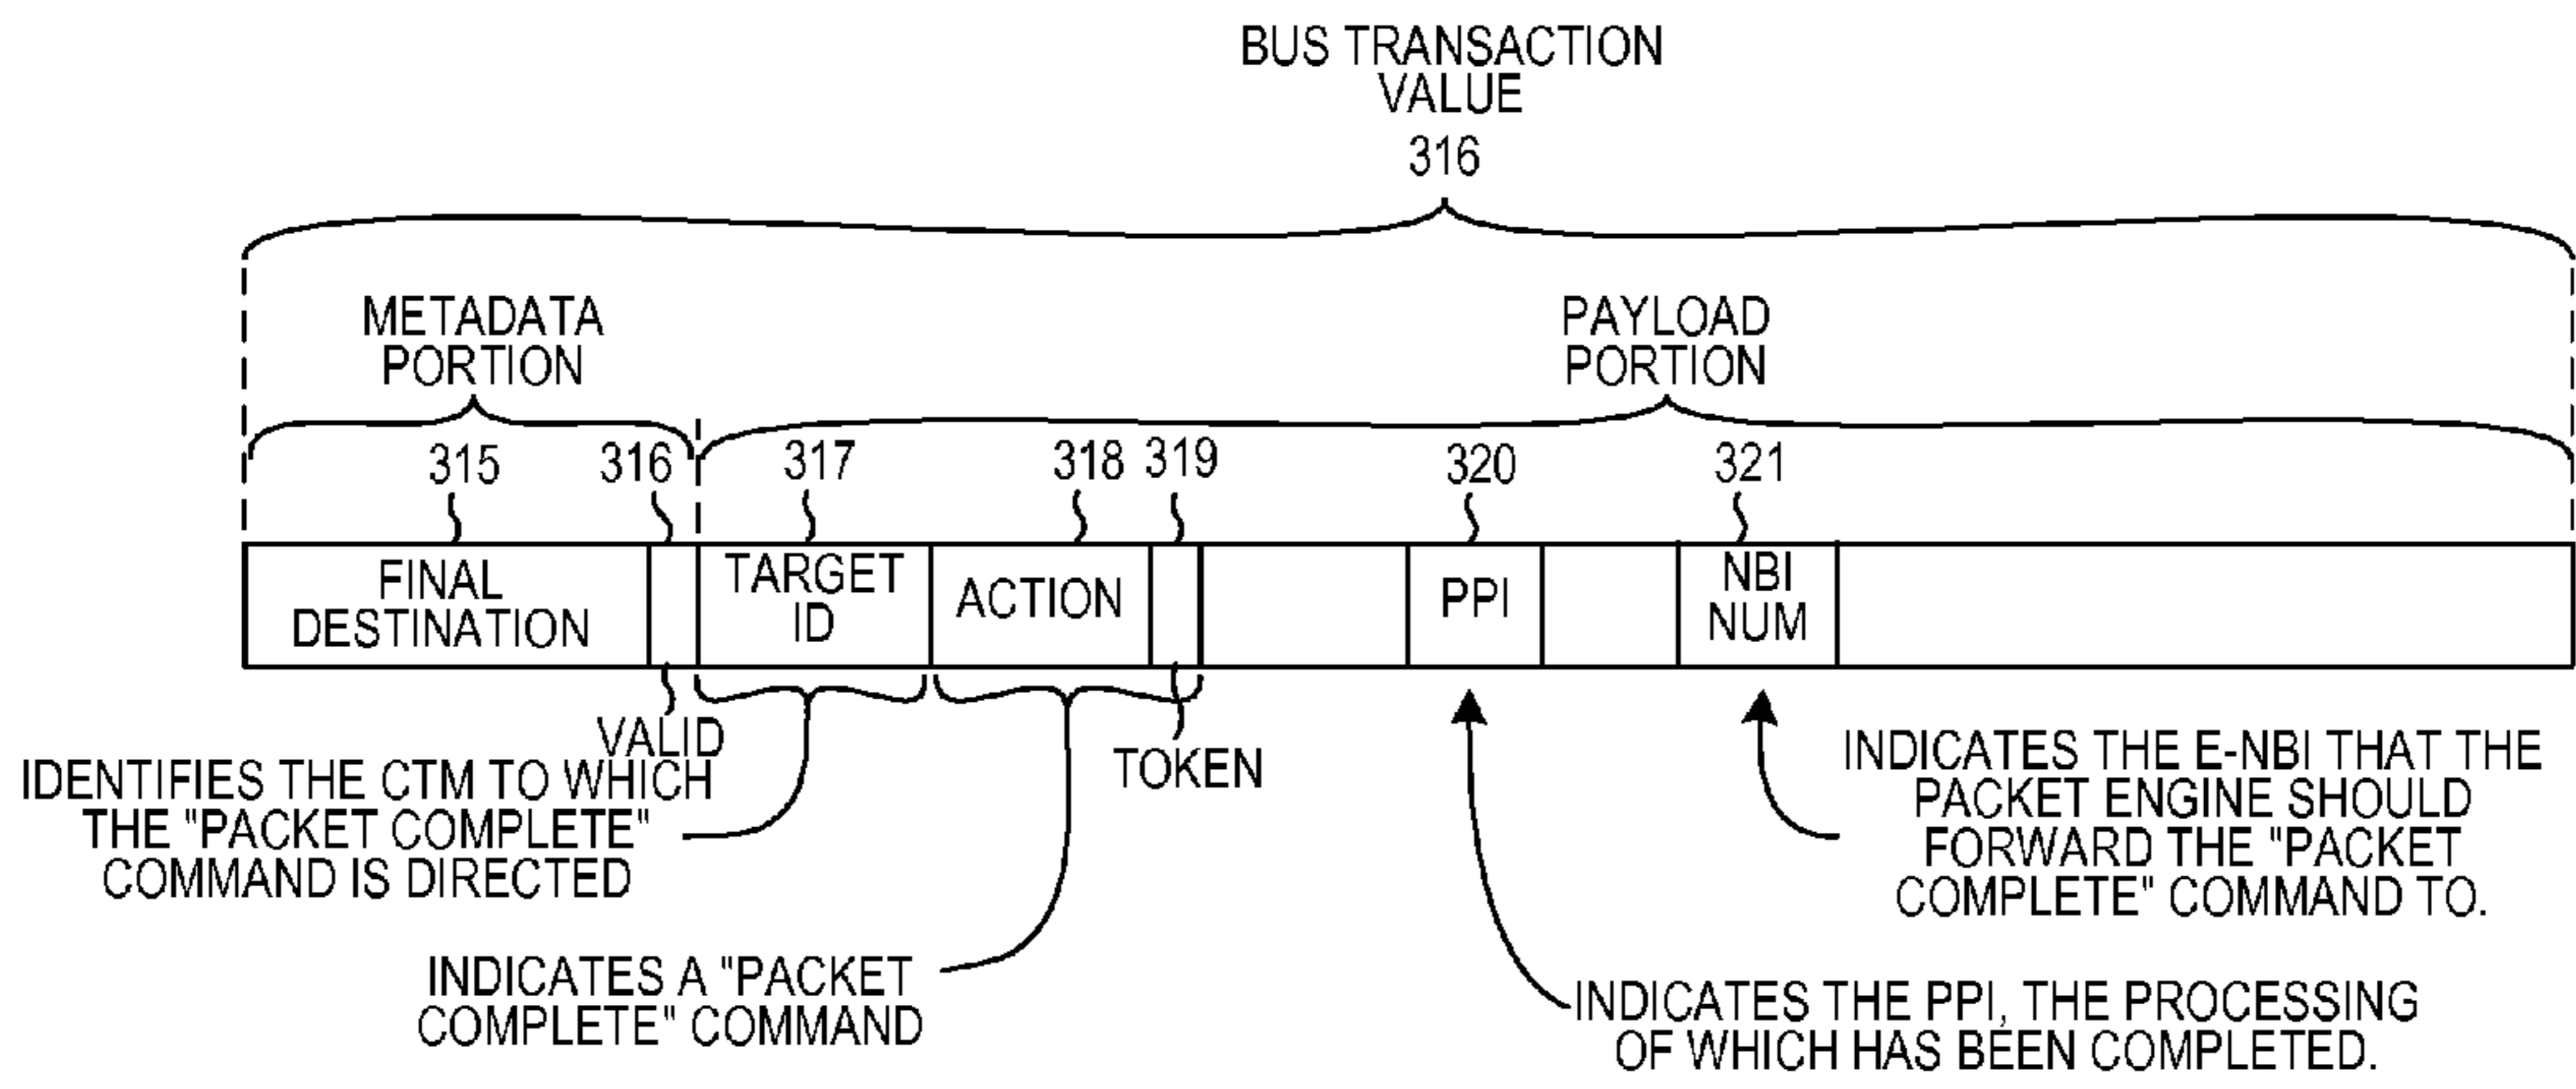 BUS TRANSACTION
VALUE
316
METADATA
PORTION
PAYLOAD
PORTION
315 316 317 318 319 320 321
FINAL
DESTINATION
TARGET
ID
ACTION
PPI
NBI
NUM
VALID
TOKEN
IDENTIFIES THE CTM TO WHICH
THE "PACKET COMPLETE"
COMMAND IS DIRECTED
INDICATES A "PACKET
COMPLETE" COMMAND
INDICATES THE E-NBI THAT THE
PACKET ENGINE SHOULD
FORWARD THE "PACKET
COMPLETE" COMMAND TO.
INDICATES THE PPI, THE PROCESSING
OF WHICH HAS BEEN COMPLETED.